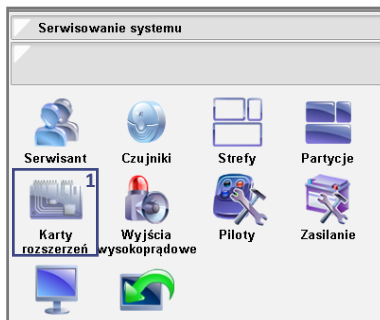 Serwisowanie systemu
Serwisant Czujniki Strefy Partycje
1
Karty rozszerzeń
Wyjścia wysokoprądowe
Piloty
Zasilanie